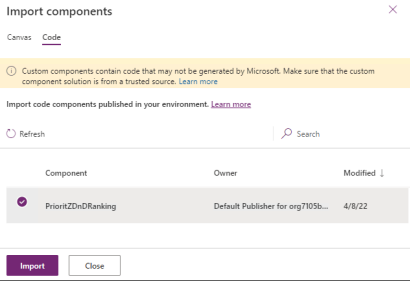 Import components
Canvas Code
Custom components contain code that may not be generated by Microsoft. Make sure that the custom
component solution is from a trusted source. Learn more
Import code components published in your environment. Learn more
Refresh Search
Component Owner Modified ↓
PrioritZDnDRanking Default Publisher for org7105b... 4/8/22
Import Close